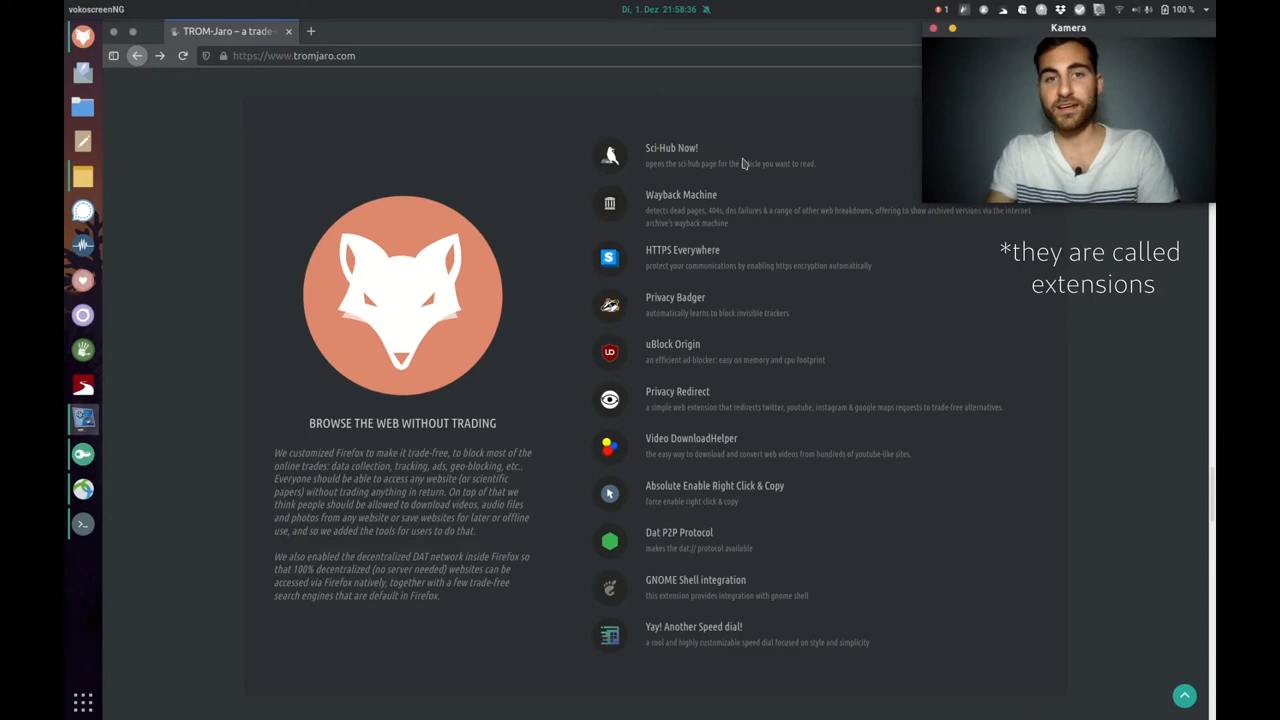 vokoscreenNG
Di, 1. Dez 21:58:36
1
100 %
TROM-Jaro – a trade-
https://www.tromjaro.com
Kamera
Sci-Hub Now!
opens the sci-hub page for the article you want to read.
Wayback Machine
detects dead pages, 404s, dns failures & a range of other web breakdowns, offering to show archived versions via the internet
archive's wayback machine
HTTPS Everywhere
protect your communications by enabling https encryption automatically
Privacy Badger
automatically learns to block invisible trackers
uBlock Origin
an efficient ad-blocker: easy on memory and cpu footprint
Privacy Redirect
a simple web extension that redirects twitter, youtube, instagram & google maps requests to trade-free alternatives.
Video DownloadHelper
the easy way to download and convert web videos from hundreds of youtube-like sites.
Absolute Enable Right Click & Copy
force enable right click & copy
Dat P2P Protocol
makes the dat:// protocol available
GNOME Shell integration
this extension provides integration with gnome shell
Yay! Another Speed dial!
a cool and highly customizable speed dial focused on style and simplicity
BROWSE THE WEB WITHOUT TRADING
We customized Firefox to make it trade-free, to block most of the
online trades: data collection, tracking, ads, geo-blocking, etc..
Everyone should be able to access any website (or scientific
papers) without trading anything in return. On top of that we
think people should be allowed to download videos, audio files
and photos from any website or save websites for later or offline
use, and so we added the tools for users to do that.
We also enabled the decentralized DAT network inside Firefox so
that 100% decentralized (no server needed) websites can be
accessed via Firefox natively, together with a few trade-free
search engines that are default in Firefox.
*they are called
extensions